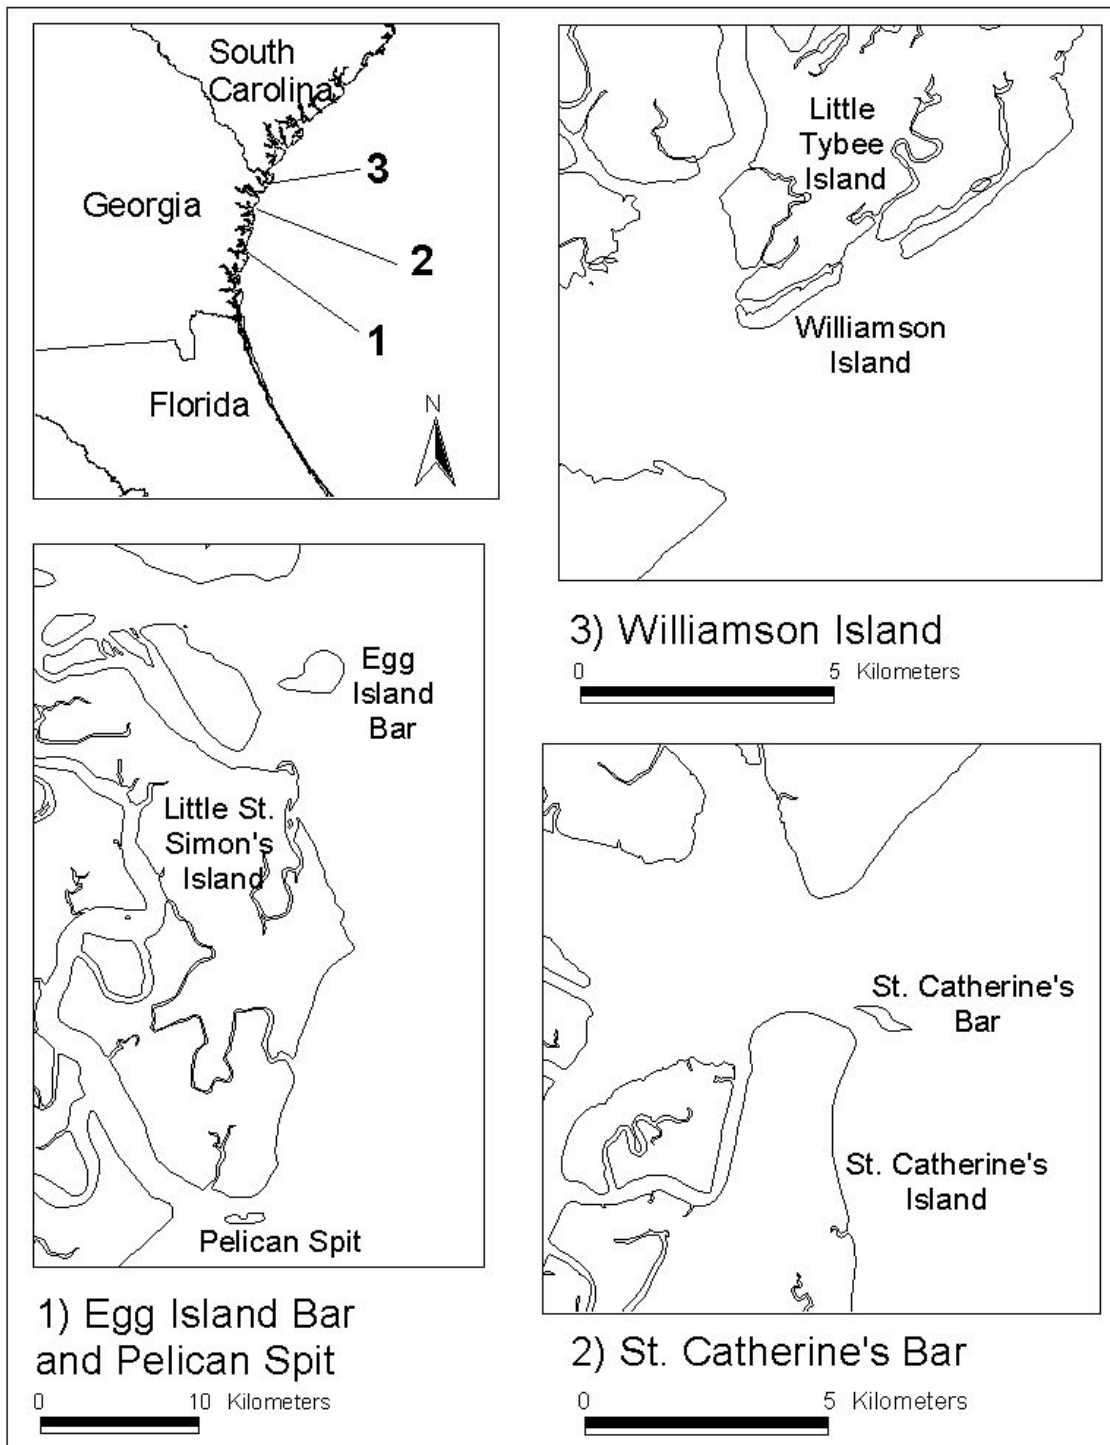 South
Carolina
3
Georgia
2
1
Florida
N
Little
Tybee
Island
Williamson
Island
3) Williamson Island
0 5 Kilometers
Egg
Island
Bar
Little St.
Simon's
Island
Pelican Spit
1) Egg Island Bar
and Pelican Spit
0 10 Kilometers
St. Catherine's
Bar
St. Catherine's
Island
2) St. Catherine's Bar
0 5 Kilometers